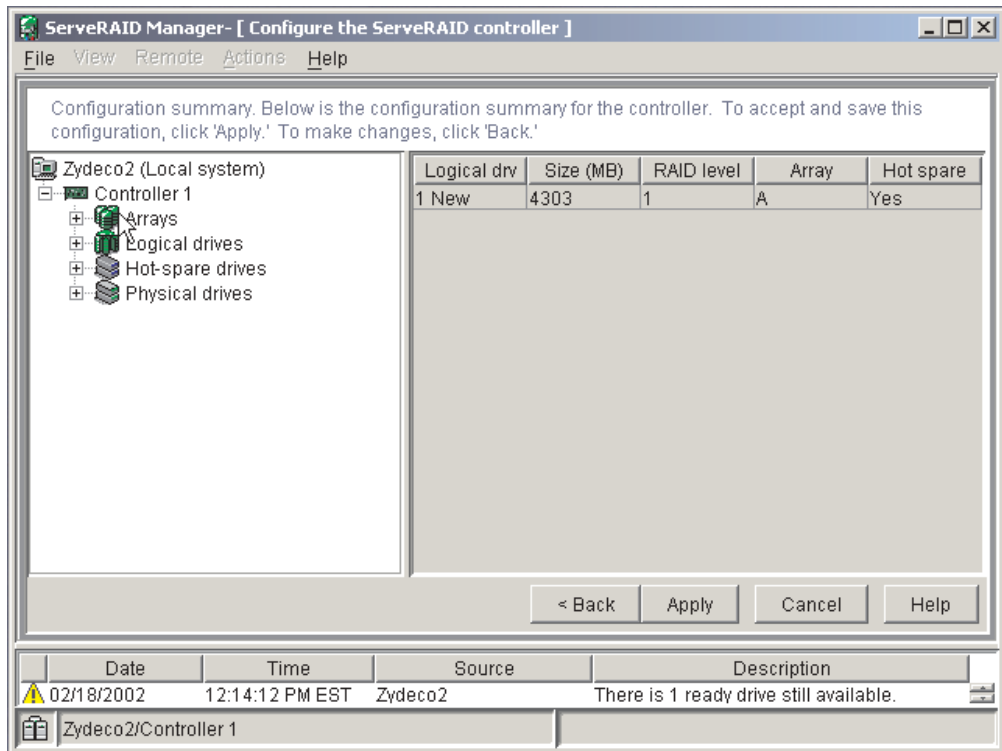 ServeRAID Manager- [ Configure the ServeRAID controller ]
File View Remote Actions Help
Configuration summary. Below is the configuration summary for the controller. To accept and save this
configuration, click 'Apply.' To make changes, click 'Back.'
Zydeco2 (Local system)
Controller 1
Arrays
Logical drives
Hot-spare drives
Physical drives
Logical drv Size (MB) RAID level Array Hot spare
1 New 4303 1 A Yes
< Back Apply Cancel Help
Date Time Source Description
02/18/2002 12:14:12 PM EST Zydeco2 There is 1 ready drive still available.
Zydeco2/Controller 1